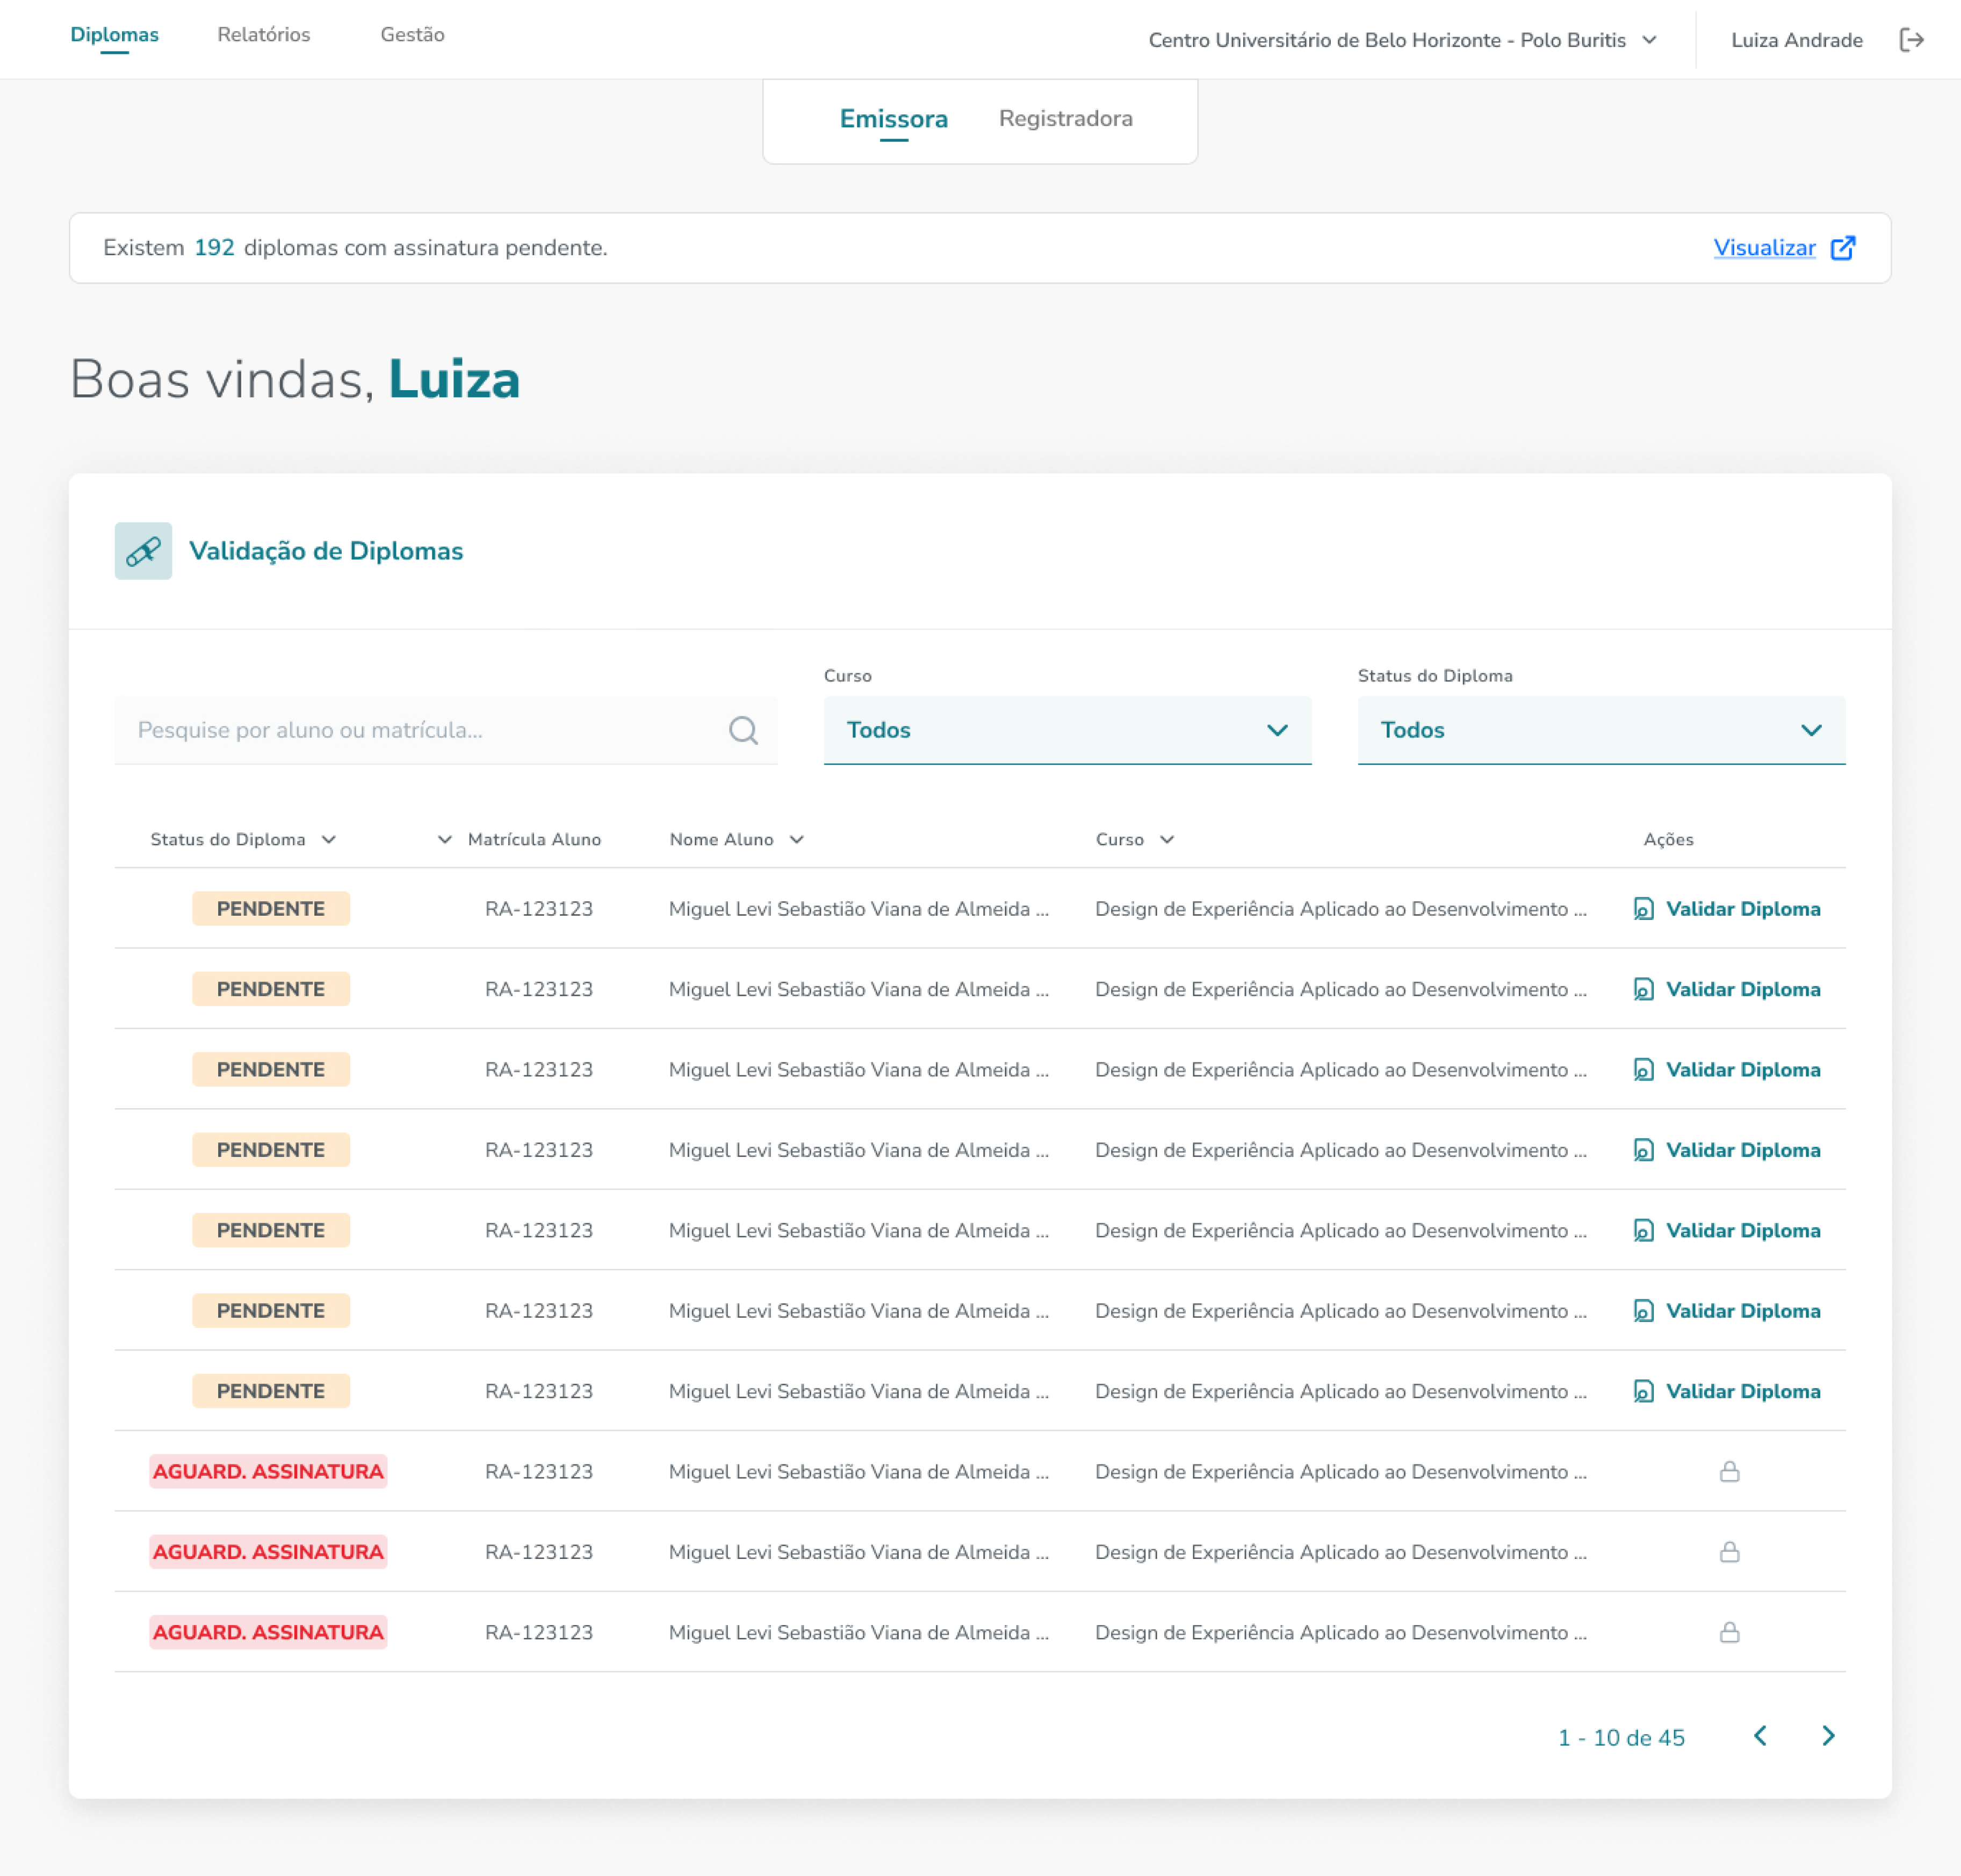 Diplomas Relatórios Gestão Centro Universitário de Belo Horizonte - Polo Buritis Luiza Andrade
Emissora Registradora
Existem 192 diplomas com assinatura pendente. Visualizar
Boas vindas, Luiza
Validação de Diplomas
Curso Status do Diploma
Pesquise por aluno ou matrícula... Todos Todos
Status do Diploma Matrícula Aluno Nome Aluno Curso Ações
PENDENTE RA-123123 Miguel Levi Sebastião Viana de Almeida ... Design de Experiência Aplicado ao Desenvolvimento ... Validar Diploma
PENDENTE RA-123123 Miguel Levi Sebastião Viana de Almeida ... Design de Experiência Aplicado ao Desenvolvimento ... Validar Diploma
PENDENTE RA-123123 Miguel Levi Sebastião Viana de Almeida ... Design de Experiência Aplicado ao Desenvolvimento ... Validar Diploma
PENDENTE RA-123123 Miguel Levi Sebastião Viana de Almeida ... Design de Experiência Aplicado ao Desenvolvimento ... Validar Diploma
PENDENTE RA-123123 Miguel Levi Sebastião Viana de Almeida ... Design de Experiência Aplicado ao Desenvolvimento ... Validar Diploma
PENDENTE RA-123123 Miguel Levi Sebastião Viana de Almeida ... Design de Experiência Aplicado ao Desenvolvimento ... Validar Diploma
PENDENTE RA-123123 Miguel Levi Sebastião Viana de Almeida ... Design de Experiência Aplicado ao Desenvolvimento ... Validar Diploma
AGUARD. ASSINATURA RA-123123 Miguel Levi Sebastião Viana de Almeida ... Design de Experiência Aplicado ao Desenvolvimento ...
AGUARD. ASSINATURA RA-123123 Miguel Levi Sebastião Viana de Almeida ... Design de Experiência Aplicado ao Desenvolvimento ...
AGUARD. ASSINATURA RA-123123 Miguel Levi Sebastião Viana de Almeida ... Design de Experiência Aplicado ao Desenvolvimento ...
1 - 10 de 45